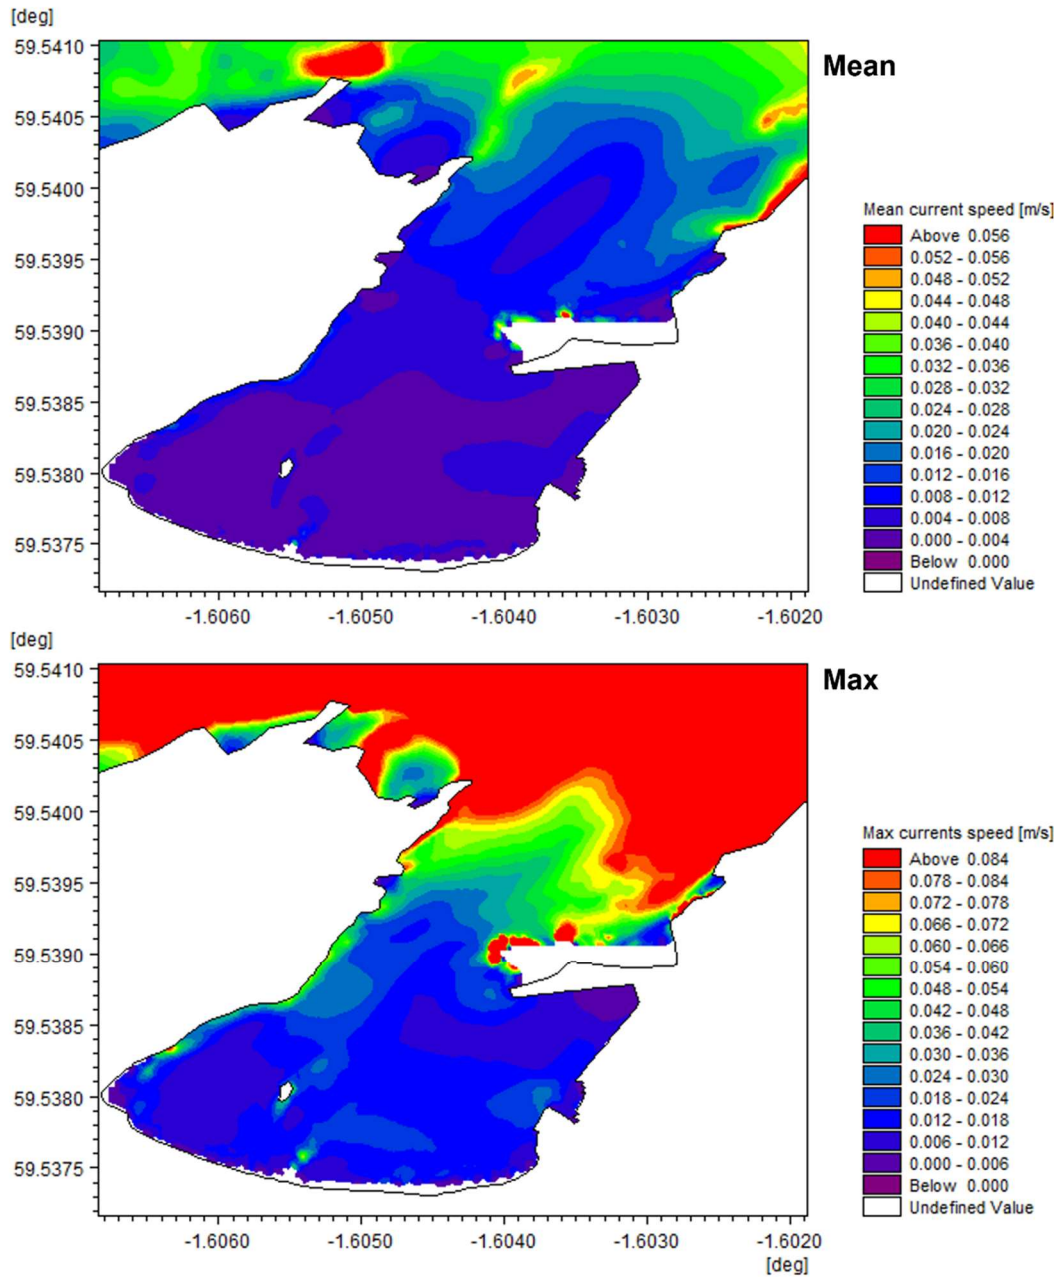 [deg]
59.5410
59.5405
59.5400
59.5395
59.5390
59.5385
59.5380
59.5375
-1.6060
-1.6050
-1.6040
-1.6030
-1.6020
Mean
Mean current speed [m/s]
Above 0.056
0.052 - 0.056
0.048 - 0.052
0.044 - 0.048
0.040 - 0.044
0.036 - 0.040
0.032 - 0.036
0.028 - 0.032
0.024 - 0.028
0.020 - 0.024
0.016 - 0.020
0.012 - 0.016
0.008 - 0.012
0.004 - 0.008
0.000 - 0.004
Below 0.000
Undefined Value
[deg]
59.5410
59.5405
59.5400
59.5395
59.5390
59.5385
59.5380
59.5375
-1.6060
-1.6050
-1.6040
-1.6030
-1.6020
[deg]
Max
Max currents speed [m/s]
Above 0.084
0.078 - 0.084
0.072 - 0.078
0.066 - 0.072
0.060 - 0.066
0.054 - 0.060
0.048 - 0.054
0.042 - 0.048
0.036 - 0.042
0.030 - 0.036
0.024 - 0.030
0.018 - 0.024
0.012 - 0.018
0.006 - 0.012
0.000 - 0.006
Below 0.000
Undefined Value